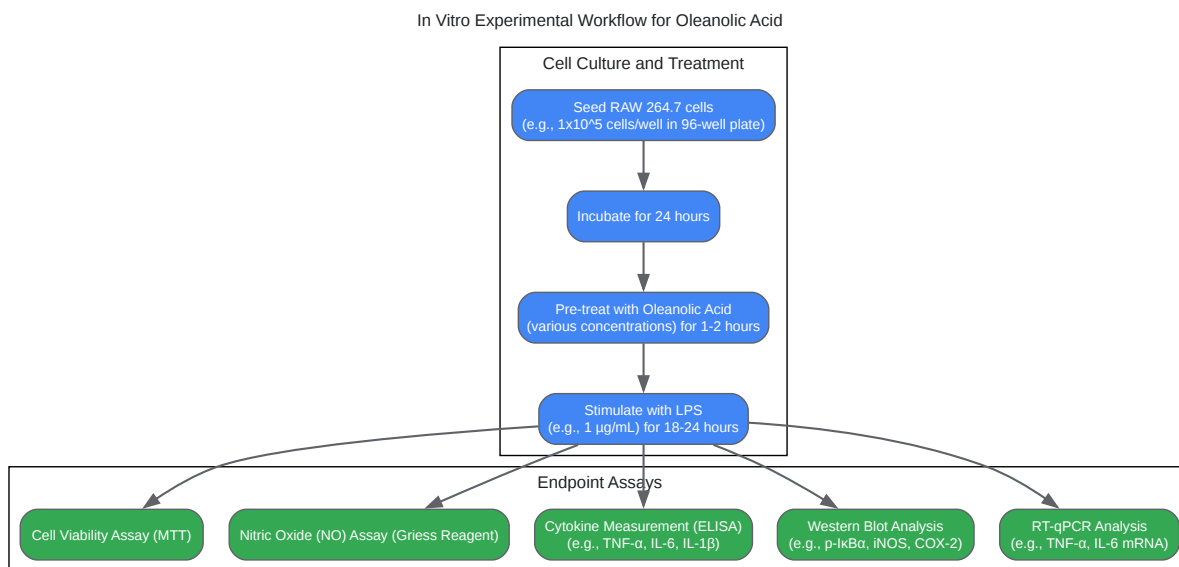 In Vitro Experimental Workflow for Oleanolic Acid
Cell Culture and Treatment
Seed RAW 264.7 cells
(e.g., 1x10^5 cells/well in 96-well plate)
Incubate for 24 hours
Pre-treat with Oleanolic Acid
(various concentrations) for 1-2 hours
Stimulate with LPS
(e.g., 1 µg/mL) for 18-24 hours
Endpoint Assays
Cell Viability Assay (MTT)
Nitric Oxide (NO) Assay (Griess Reagent)
Cytokine Measurement (ELISA)
(e.g., TNF-α, IL-6, IL-1β)
Western Blot Analysis
(e.g., p-IκBα, iNOS, COX-2)
RT-qPCR Analysis
(e.g., TNF-α, IL-6 mRNA)